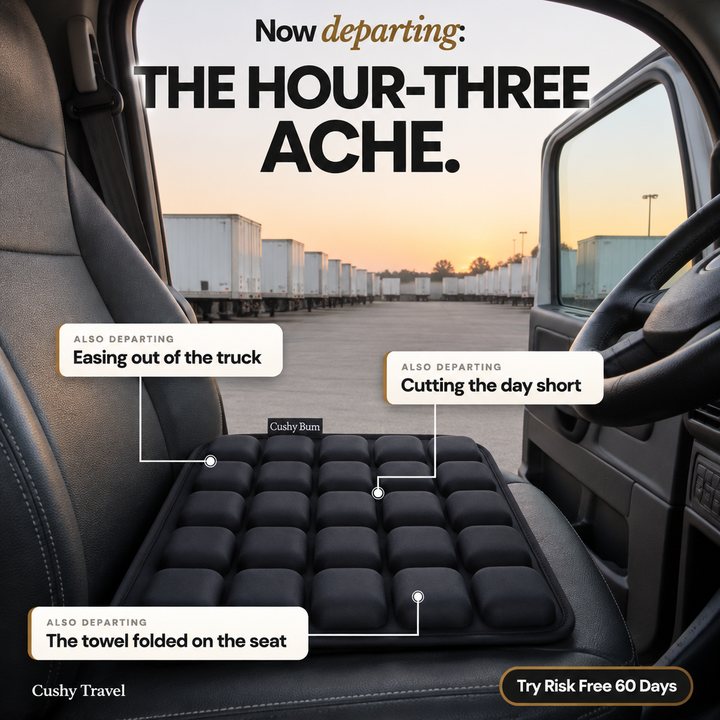 Now departing:
THE HOUR-THREE
ACHE.
ALSO DEPARTING
Easing out of the truck
ALSO DEPARTING
Cutting the day short
Cushy Bum
ALSO DEPARTING
The towel folded on the seat
Cushy Travel
Try Risk Free 60 Days